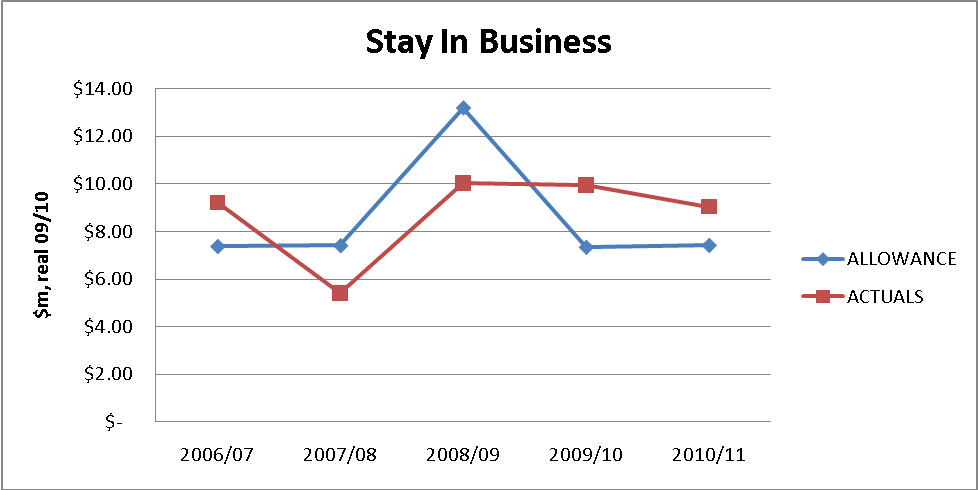 Stay In Business
$14.00
$12.00
$10.00
$8.00
$6.00
$4.00
$2.00
$-
$m, real 09/10
2006/07 2007/08 2008/09 2009/10 2010/11
ALLOWANCE
ACTUALS